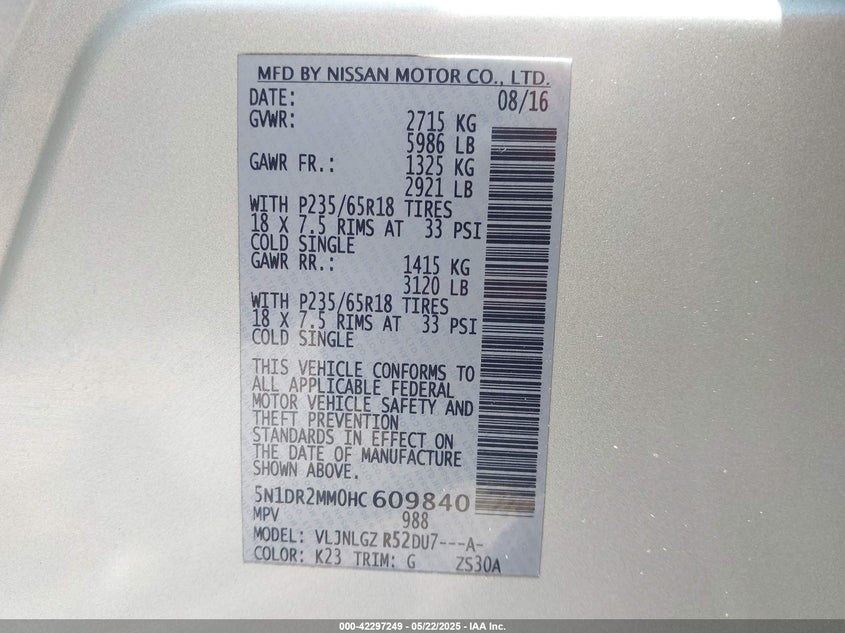 MFD BY NISSAN MOTOR CO., LTD.
DATE: 08/16
GVWR: 2715 KG
5986 LB
GAWR FR.: 1325 KG
2921 LB
WITH P235/65R18 TIRES
18 X 7.5 RIMS AT 33 PSI
COLD SINGLE
GAWR RR.: 1415 KG
3120 LB
WITH P235/65R18 TIRES
18 X 7.5 RIMS AT 33 PSI
COLD SINGLE
THIS VEHICLE CONFORMS TO
ALL APPLICABLE FEDERAL
MOTOR VEHICLE SAFETY AND
THEFT PREVENTION
STANDARDS IN EFFECT ON
THE DATE OF MANUFACTURE
SHOWN ABOVE.
5N1DR2MM0HC609840
MPV 988
MODEL: VLJNLGZ R52DU7---A-
COLOR: K23 TRIM: G ZS30A
000-42297249 - 05/22/2025 - IAA Inc.